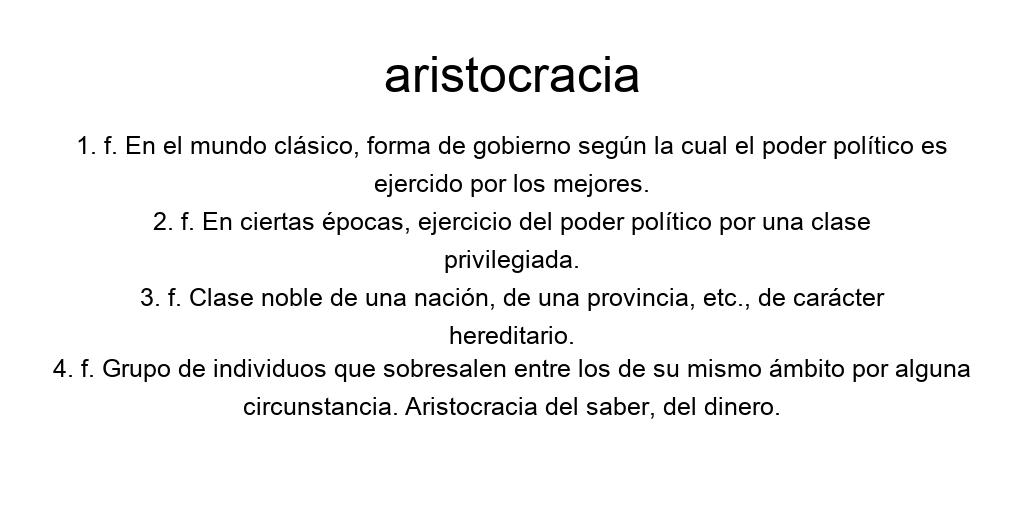 aristocracia
1. f. En el mundo clásico, forma de gobierno según la cual el poder político es
ejercido por los mejores.
2. f. En ciertas épocas, ejercicio del poder político por una clase
privilegiada.
3. f. Clase noble de una nación, de una provincia, etc., de carácter
hereditario.
4. f. Grupo de individuos que sobresalen entre los de su mismo ámbito por alguna
circunstancia. Aristocracia del saber, del dinero.